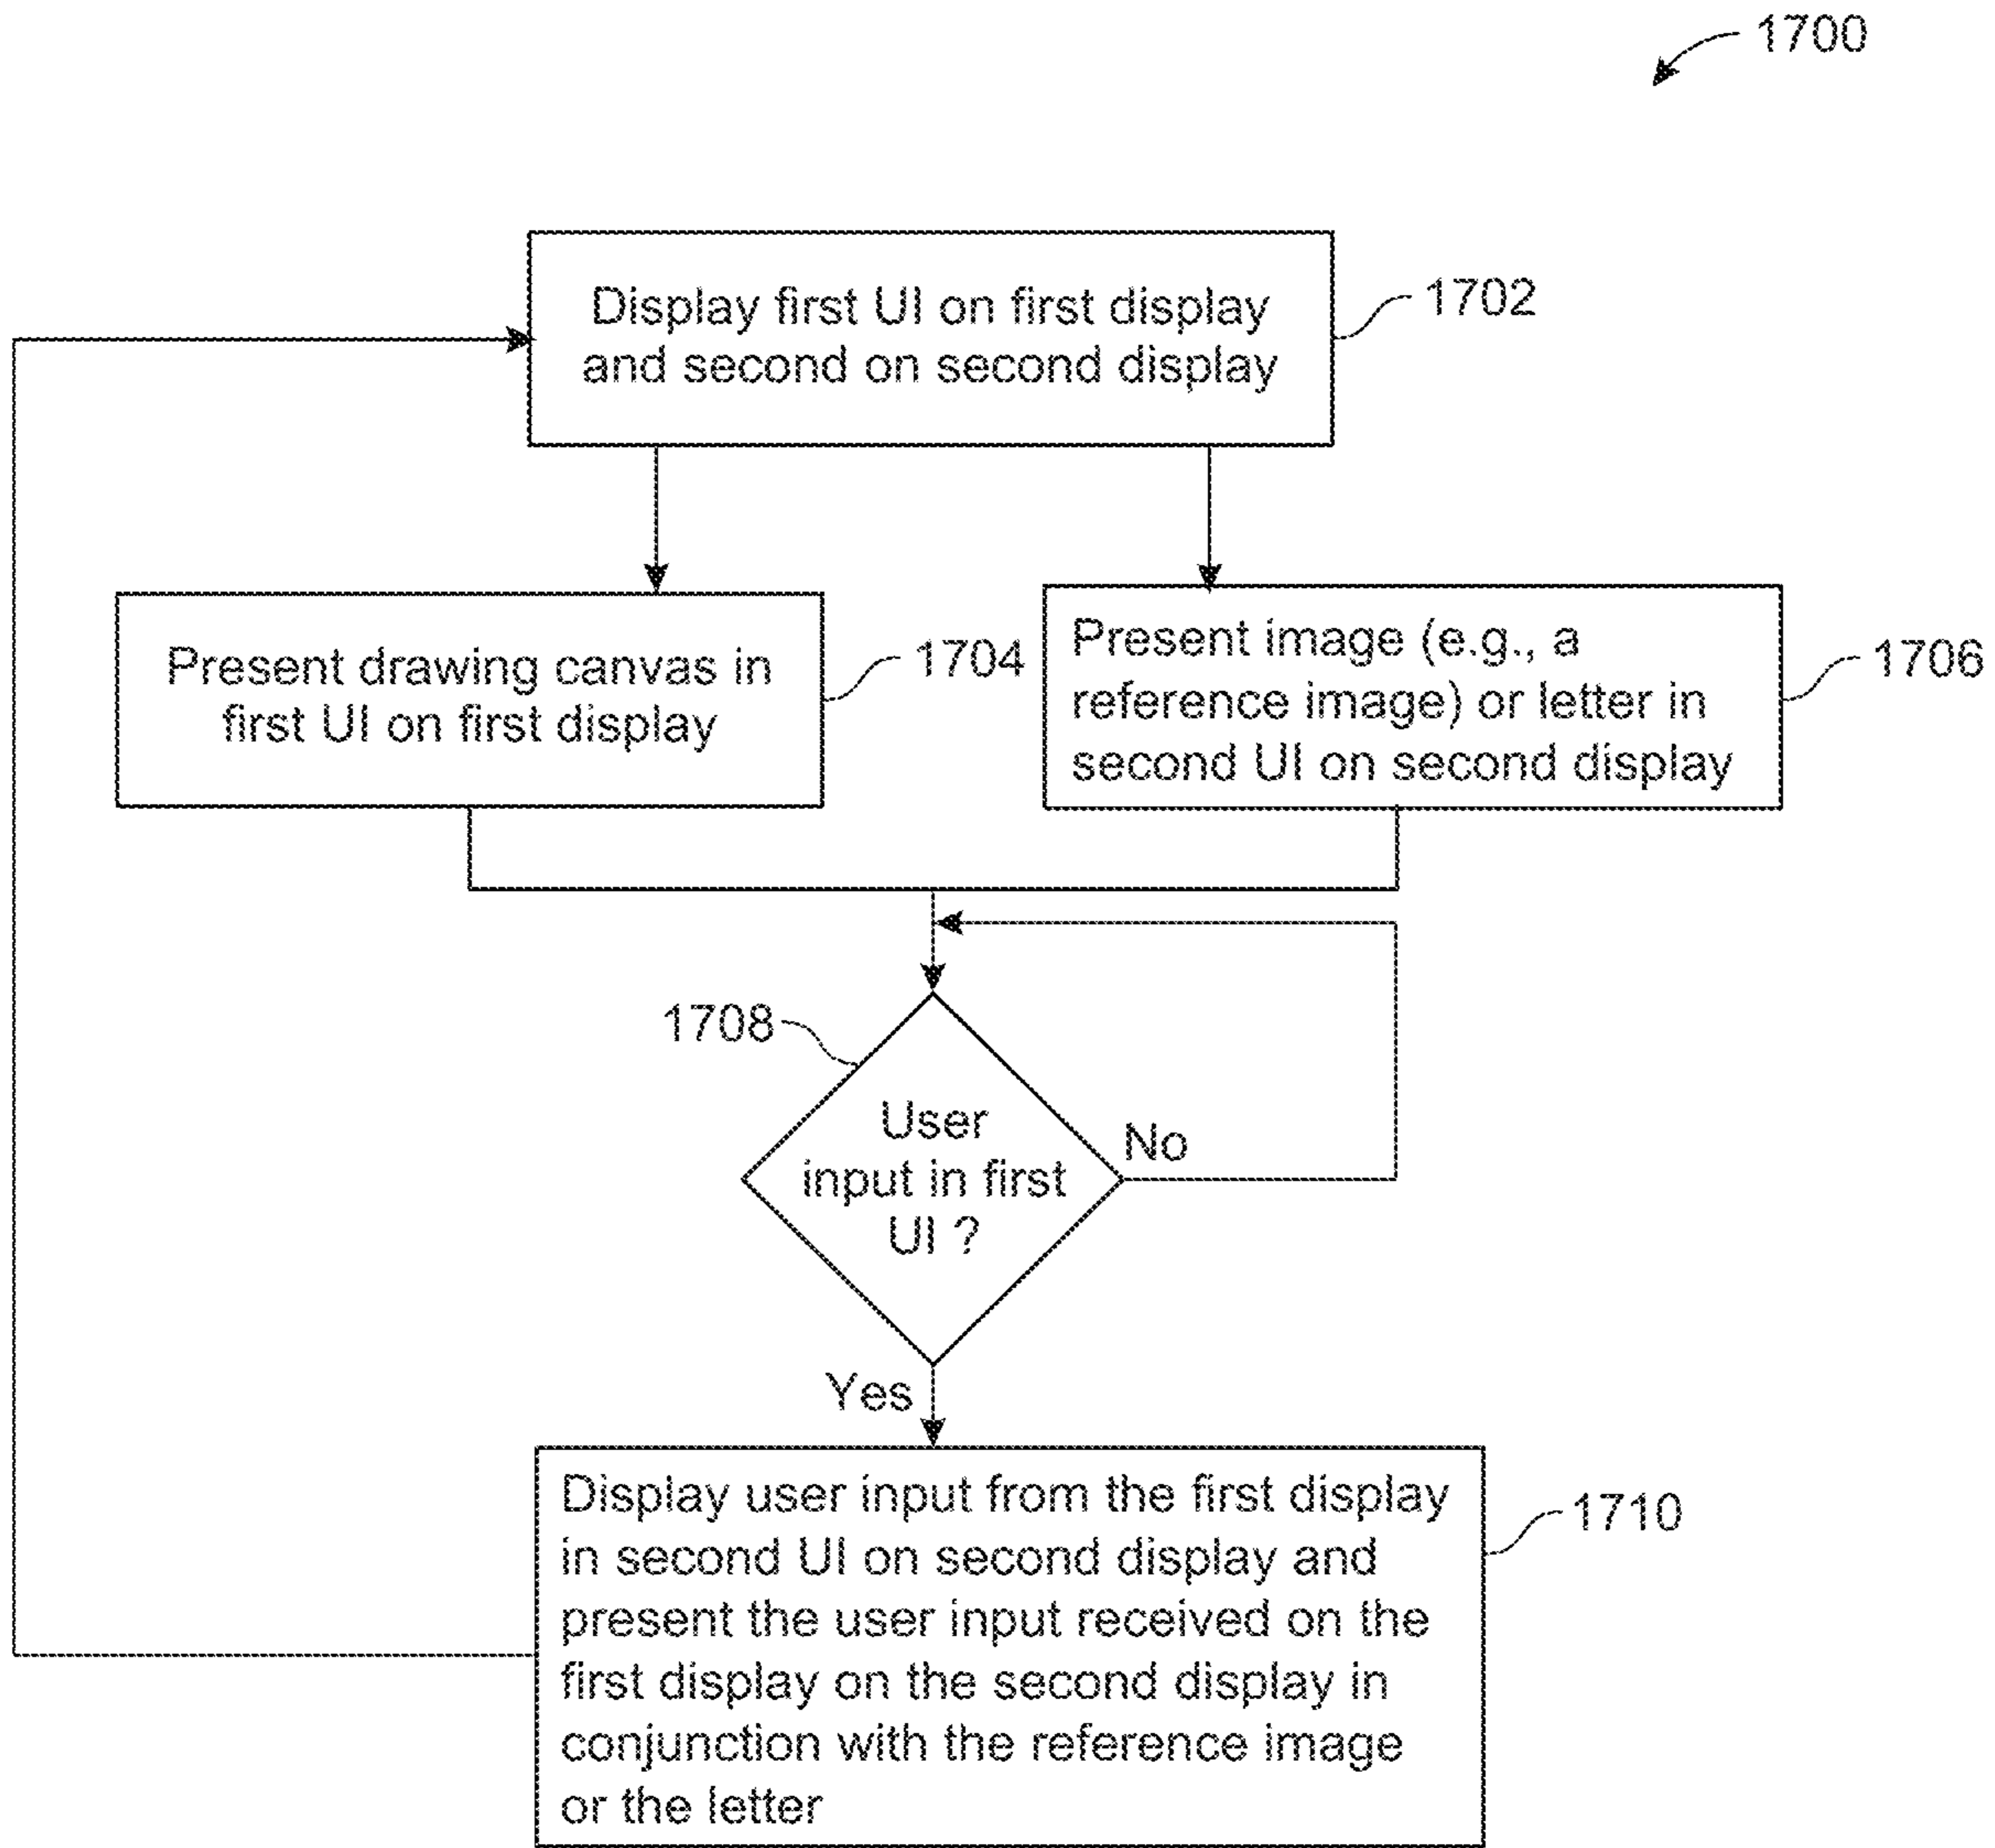 1700
Display first UI on first display
and second on second display
1702
Present drawing canvas in
first UI on first display
1704
Present image (e.g., a
reference image) or letter in
second UI on second display
1706
1708
User
input in first
UI ?
No
Yes
Display user input from the first display
in second UI on second display and
present the user input received on the
first display on the second display in
conjunction with the reference image
or the letter
1710